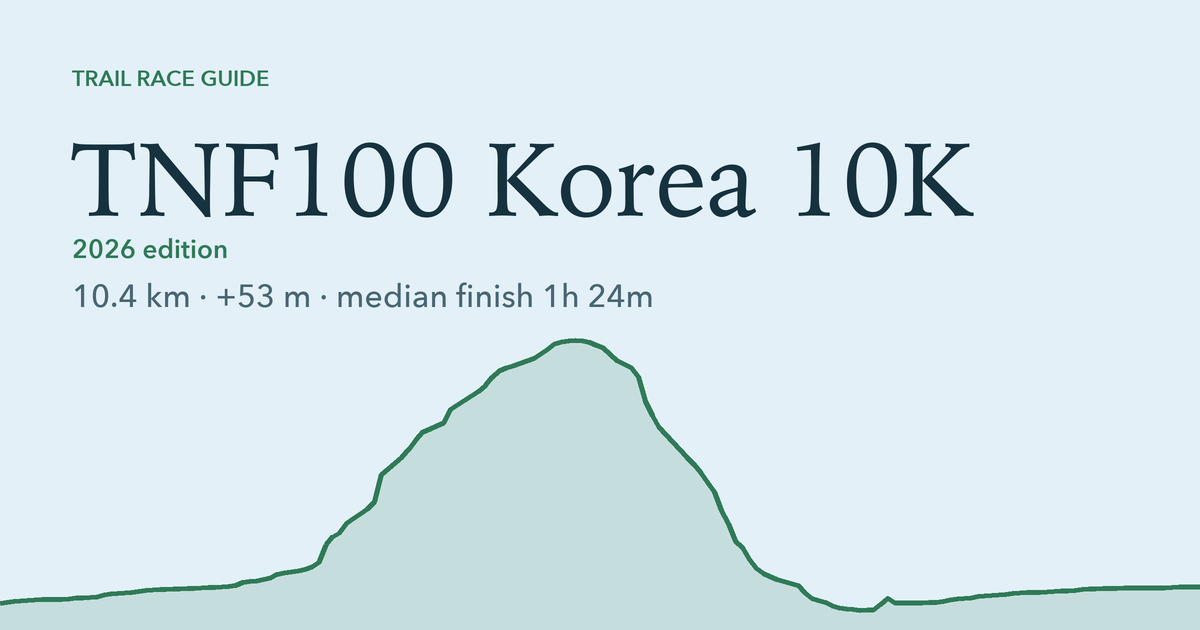 TRAIL RACE GUIDE
TNF100 Korea 10K
2026 edition
10.4 km · +53 m · median finish 1h 24m